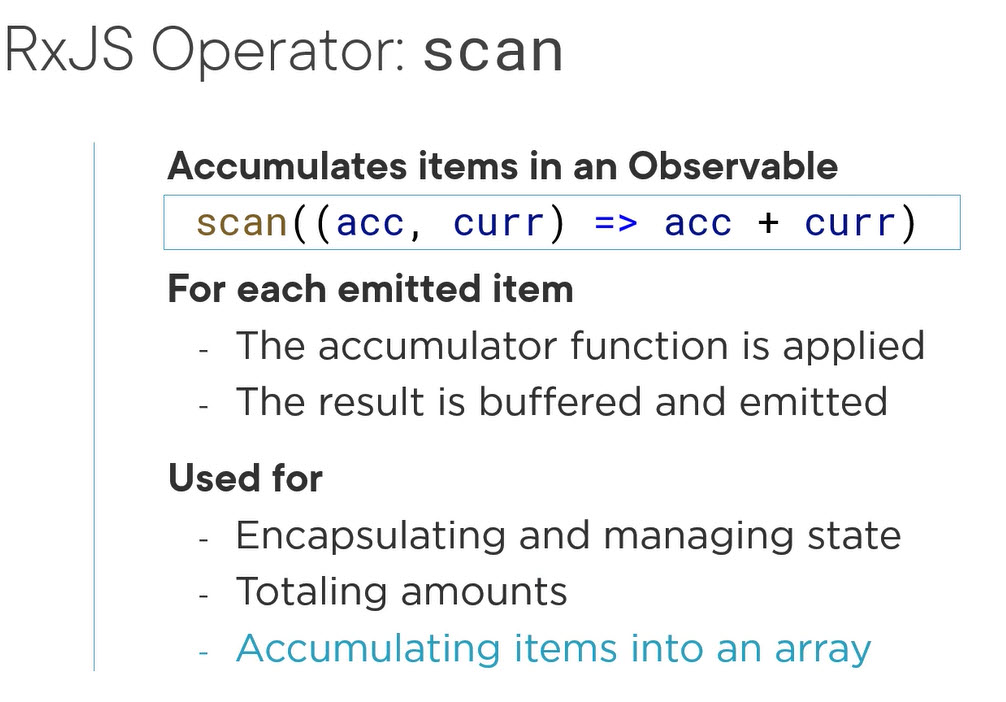 RxJS Operator: scan
Accumulates items in an Observable
scan((acc, curr) => acc + curr)
For each emitted item
- The accumulator function is applied
- The result is buffered and emitted
Used for
- Encapsulating and managing state
- Totaling amounts
- Accumulating items into an array